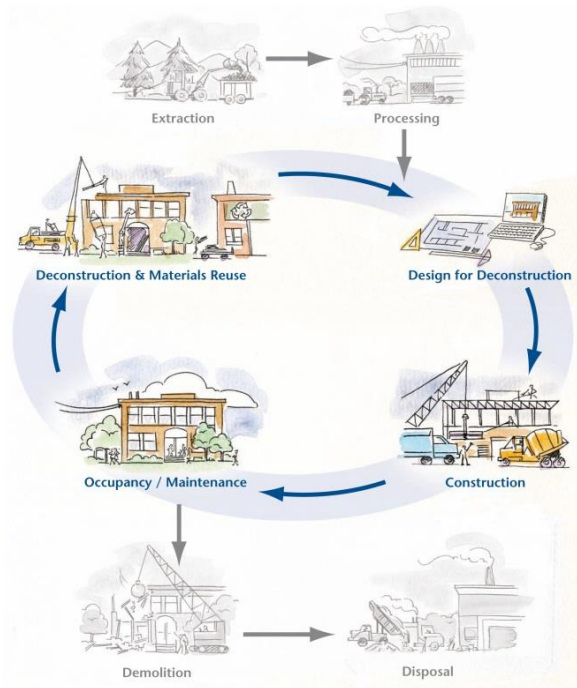 Extraction
Processing
Deconstruction & Materials Reuse
Design for Deconstruction
Occupancy / Maintenance
Construction
Demolition
Disposal